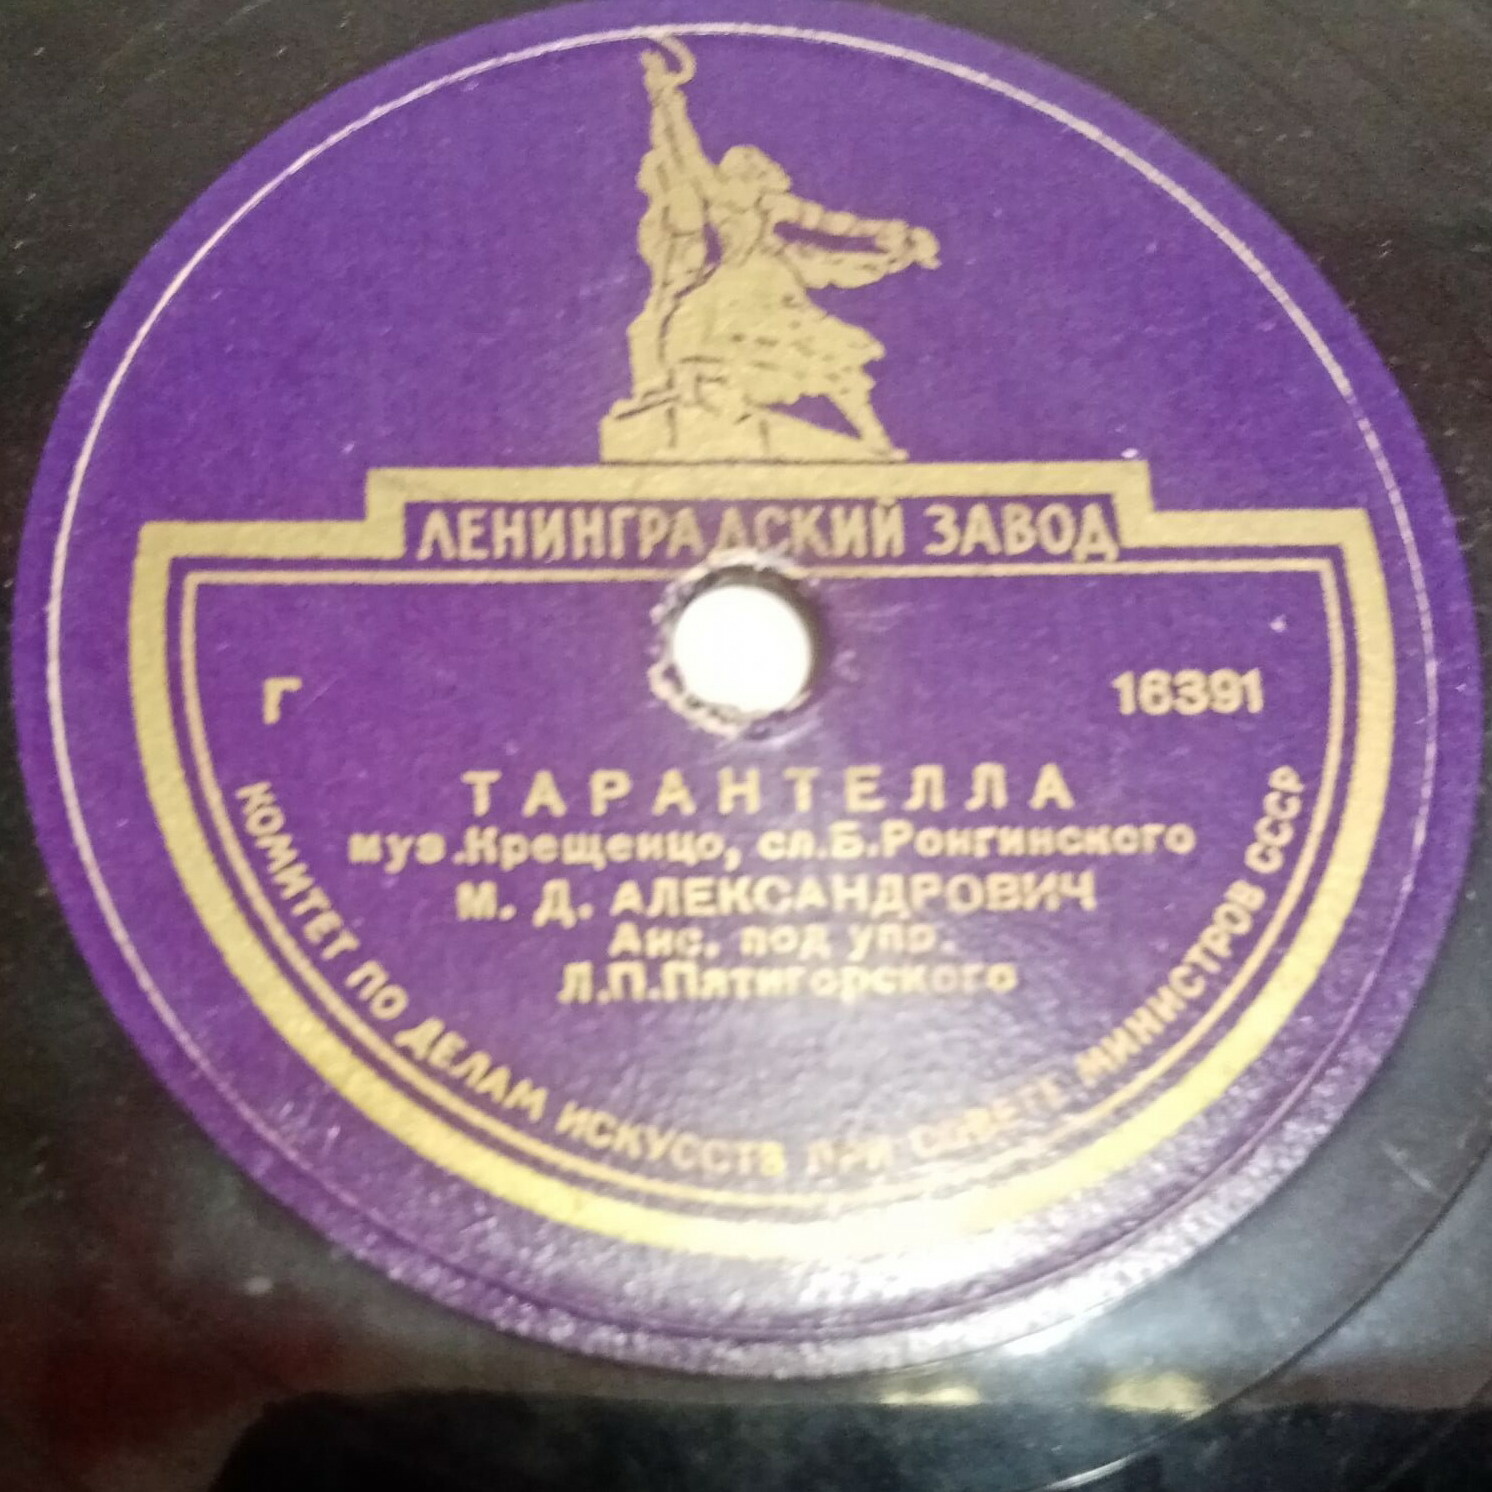 ЛЕНИНГРАДСКИЙ ЗАВОД
Г 16391
ТАРАНТЕЛЛА
муз.Крещенцо, сл.Б.Ронгинского
М. Д. АЛЕКСАНДРОВИЧ
Анс. под упр.
Л.П.Пятигорского
КОМИТЕТ ПО ДЕЛАМ ИСКУССТВ ПРИ СОВЕТЕ МИНИСТРОВ СССР